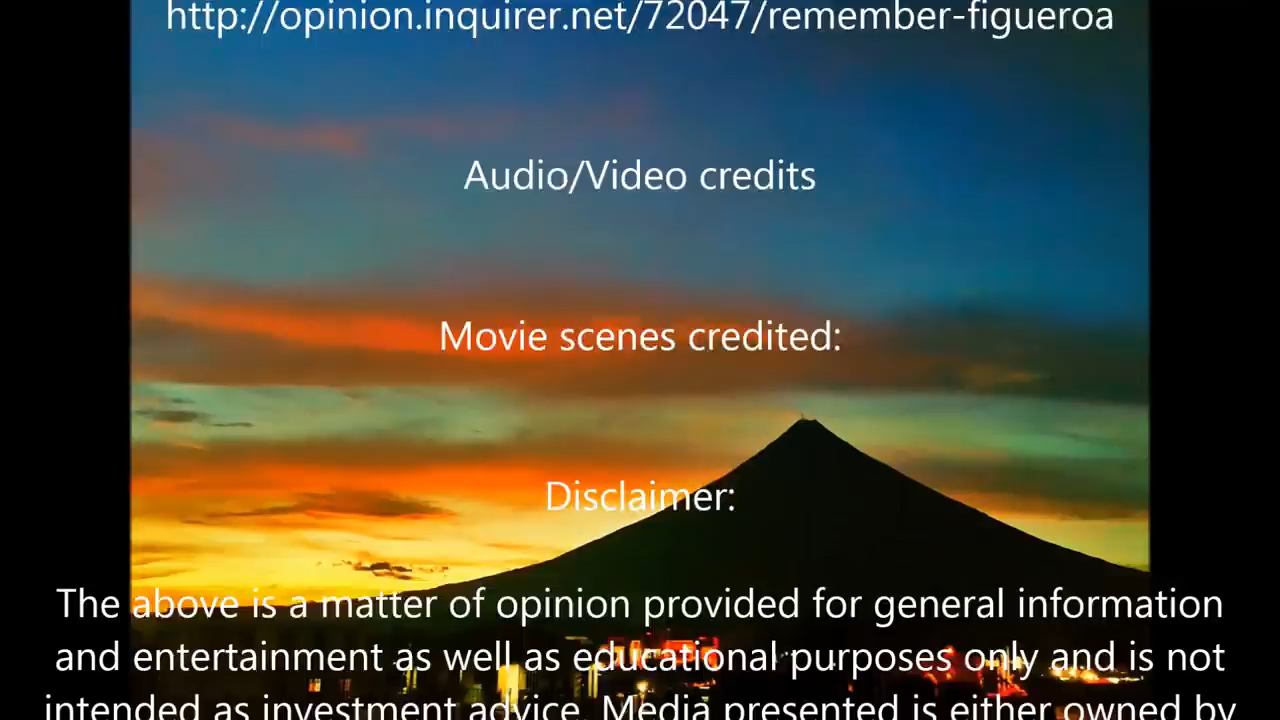 http://opinion.inquirer.net/72047/remember-figueroa
Audio/Video credits
Movie scenes credited:
Disclaimer:
The above is a matter of opinion provided for general information
and entertainment as well as educational purposes only and is not
intended as investment advice. Media presented is either owned by